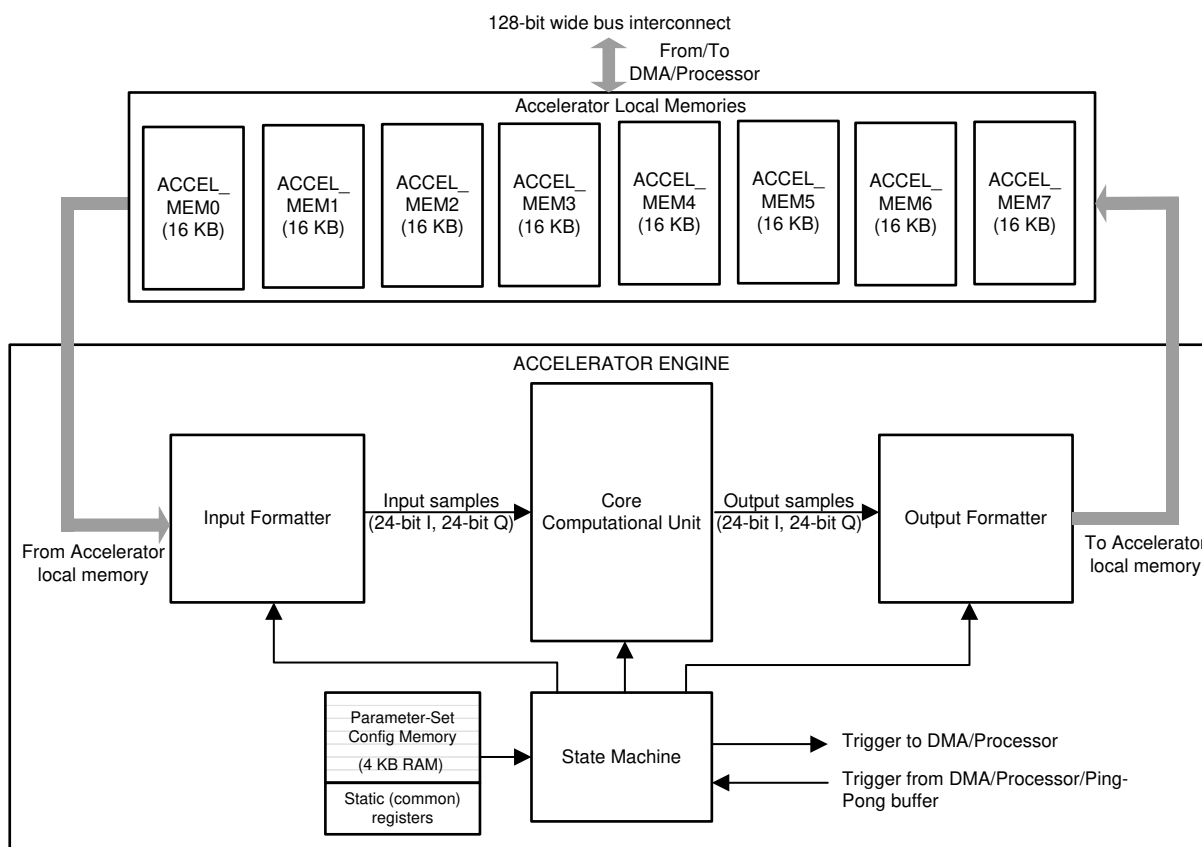 128-bit wide bus interconnect
From/To
DMA/Processor
Accelerator Local Memories
ACCEL_
MEM0
(16 KB)
ACCEL_
MEM1
(16 KB)
ACCEL_
MEM2
(16 KB)
ACCEL_
MEM3
(16 KB)
ACCEL_
MEM4
(16 KB)
ACCEL_
MEM5
(16 KB)
ACCEL_
MEM6
(16 KB)
ACCEL_
MEM7
(16 KB)
ACCELERATOR ENGINE
From Accelerator
local memory
Input Formatter
Input samples
(24-bit I, 24-bit Q)
Core
Computational Unit
Output samples
(24-bit I, 24-bit Q)
Output Formatter
To Accelerator
local memory
Parameter-Set
Config Memory
(4 KB RAM)
Static (common)
registers
State Machine
Trigger to DMA/Processor
Trigger from DMA/Processor/Ping-
Pong buffer